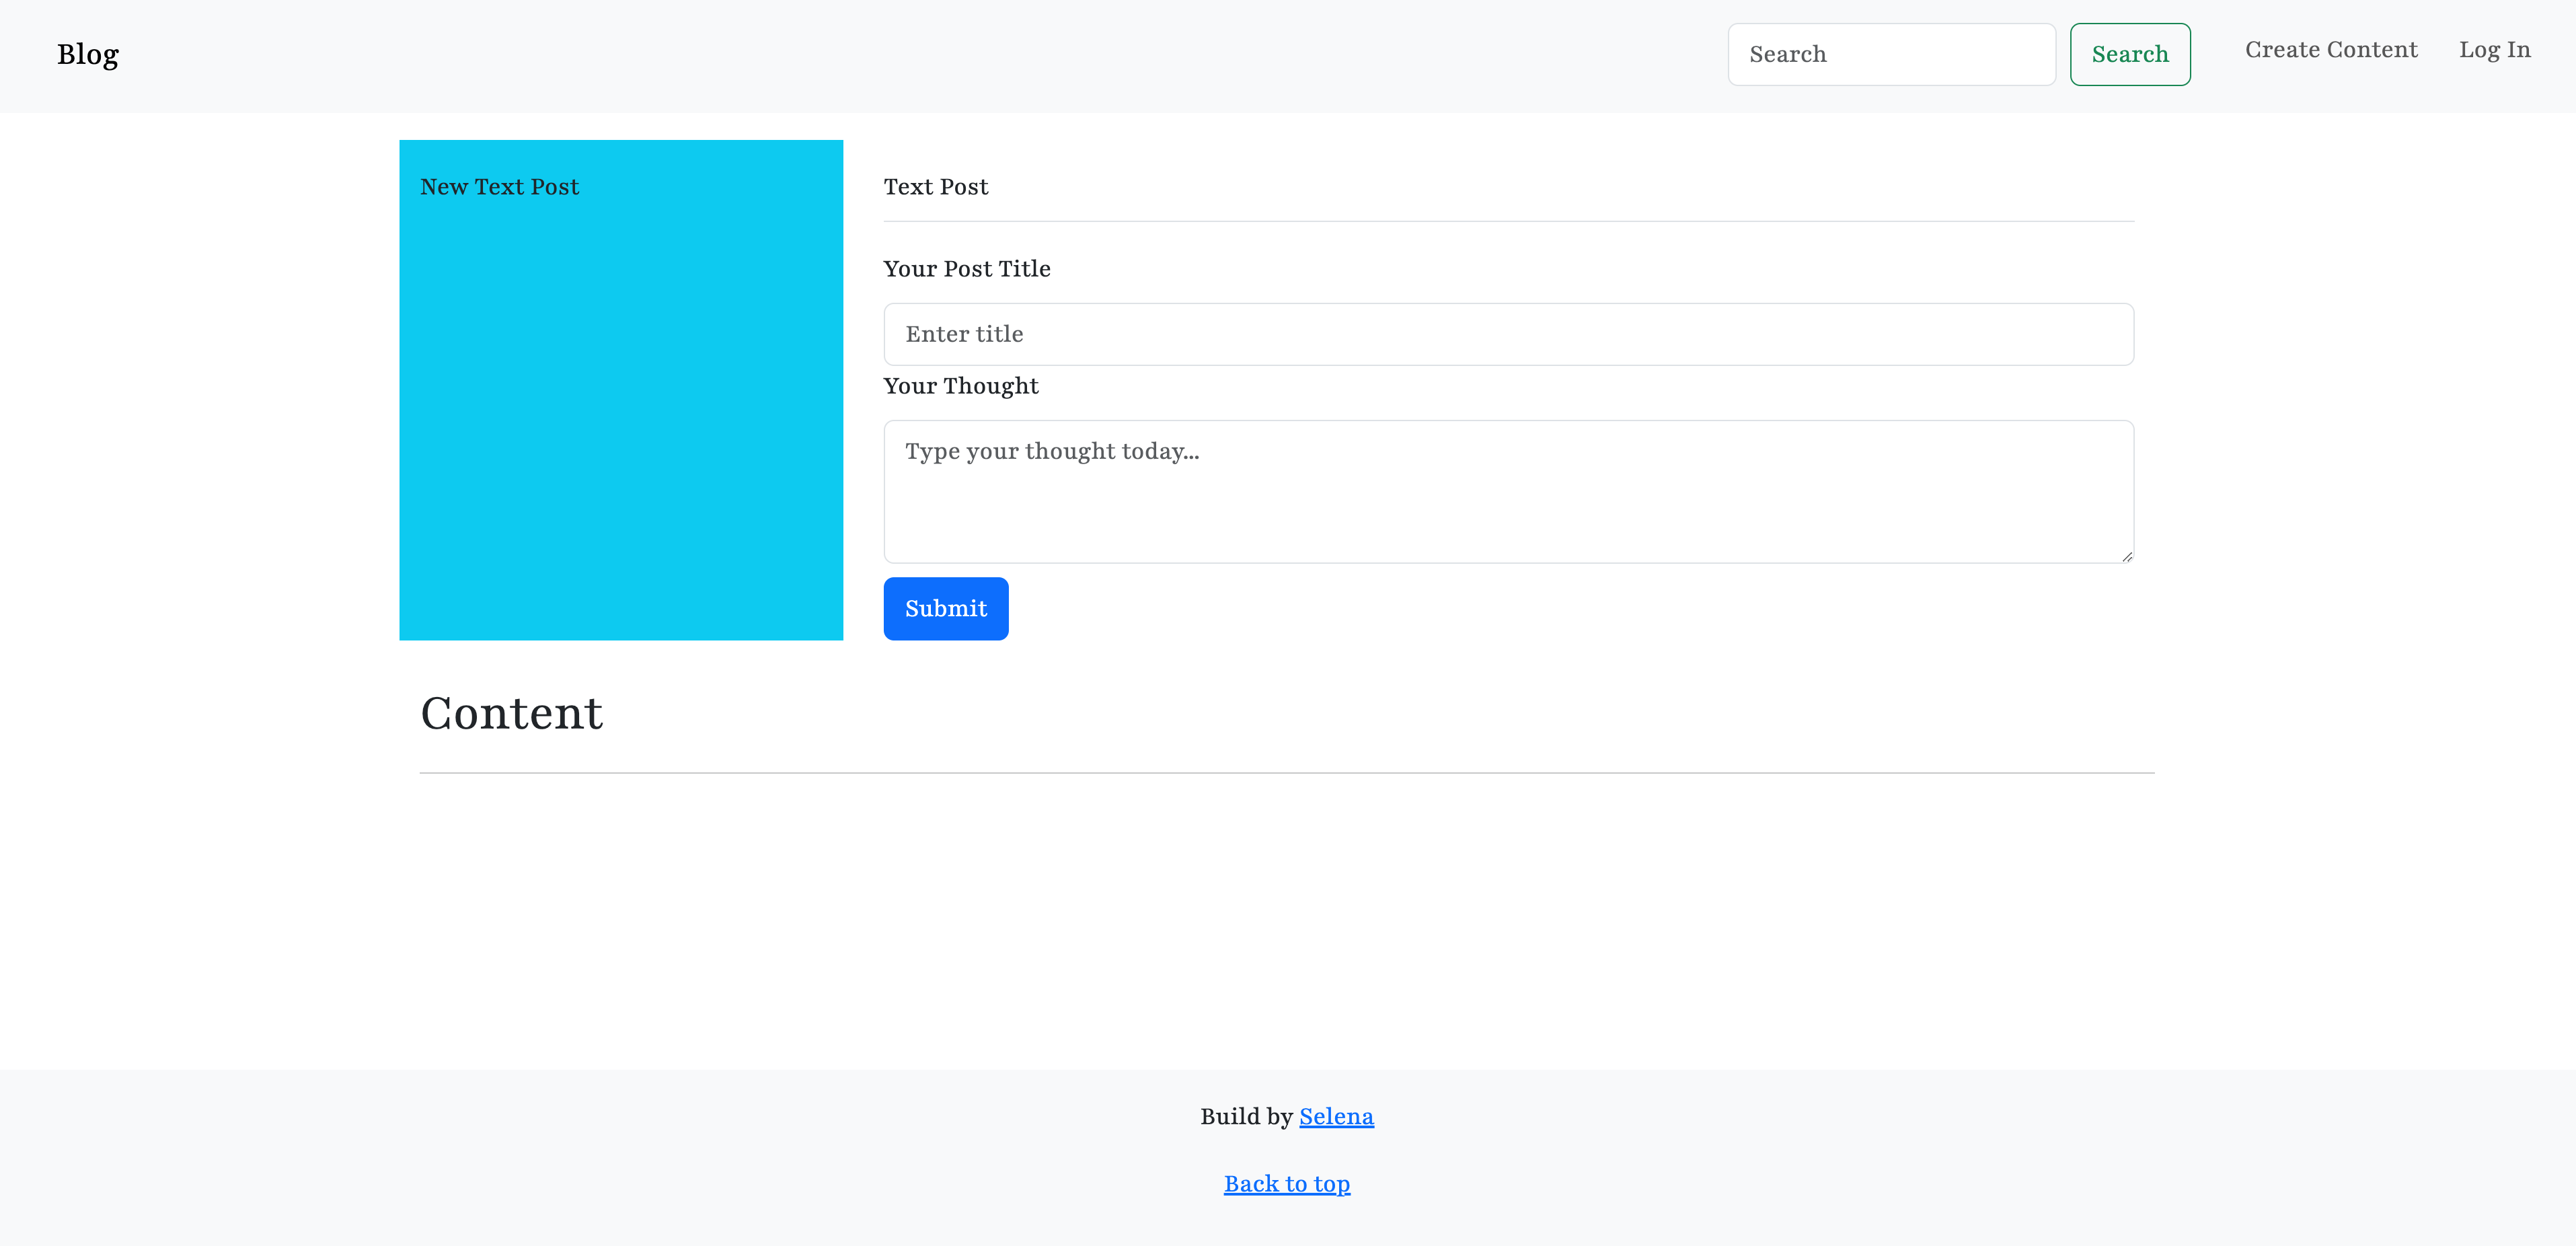 Blog
Search
Search
Create Content
Log In
New Text Post
Text Post
Your Post Title
Enter title
Your Thought
Type your thought today...
Submit
Content
Build by Selena
Back to top